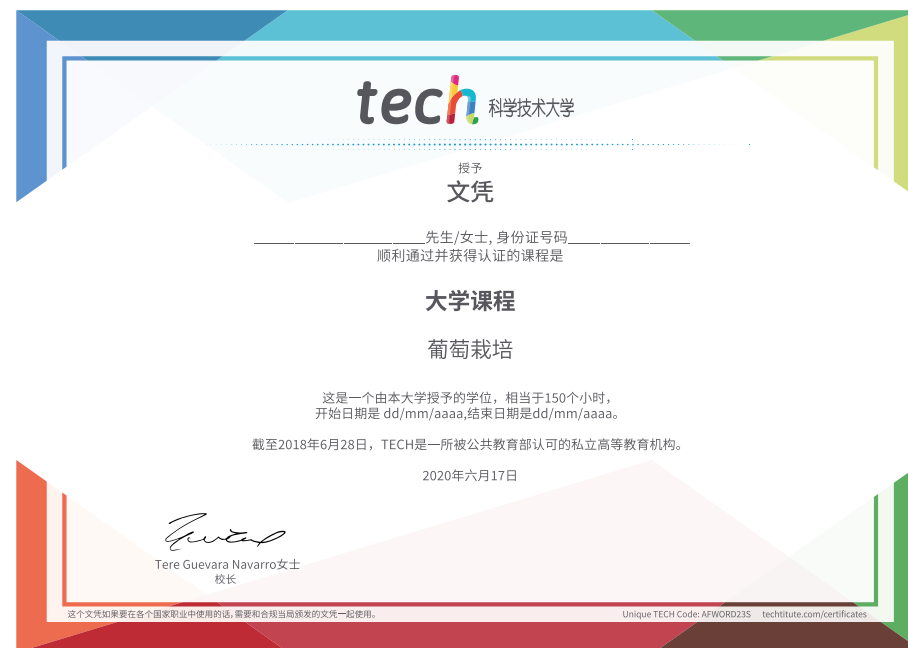 tech 科学技术大学
授予
文凭
______________________先生/女士, 身份证号码_______________
顺利通过并获得认证的课程是
大学课程
葡萄栽培
这是一个由本大学授予的学位，相当于150个小时，
开始日期是 dd/mm/aaaa,结束日期是dd/mm/aaaa。
截至2018年6月28日，TECH是一所被公共教育部认可的私立高等教育机构。
2020年六月17日
Tere Guevara Navarro女士
校长
这个文凭如果要在各个国家职业中使用的话,需要和合规当局颁发的文凭一起使用。
Unique TECH Code: AFWORD23S techtitute.com/certificates